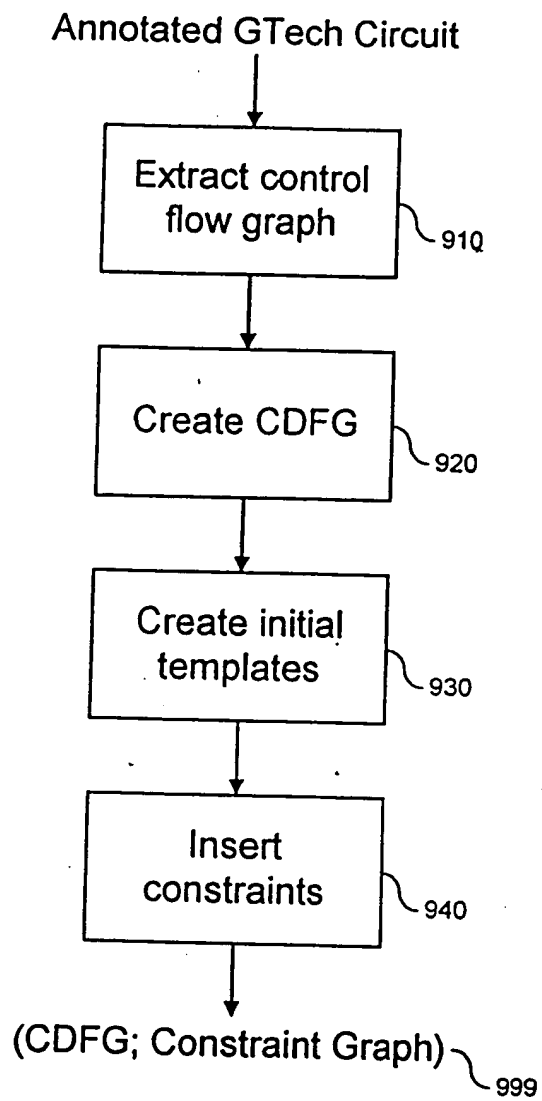 Annotated GTech Circuit
Extract control
flow graph
910
Create CDFG
920
Create initial
templates
930
Insert
constraints
940
(CDFG; Constraint Graph)
999